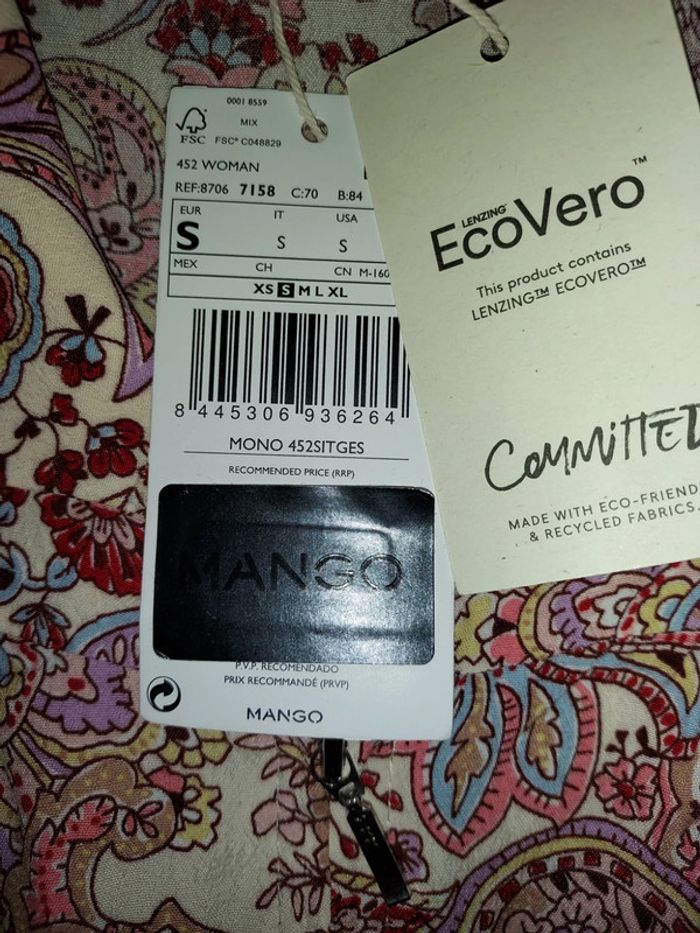 0001 8559
MIX
FSC
FSC® C048829
452 WOMAN
REF:8706 7158 C:70 B:84
EUR IT USA
S S S
MEX CH CN M-160
XS S M L XL
8 445306 936264
MONO 452SITGES
RECOMMENDED PRICE (RRP)
MANGO
P.V.P. RECOMENDADO
PRIX RECOMMANDÉ (PRVP)
MANGO
LENZING
EcoVero™
This product contains
LENZING™ ECOVERO™
COMMITTED
MADE WITH ECO-FRIENDL
& RECYCLED FABRICS.